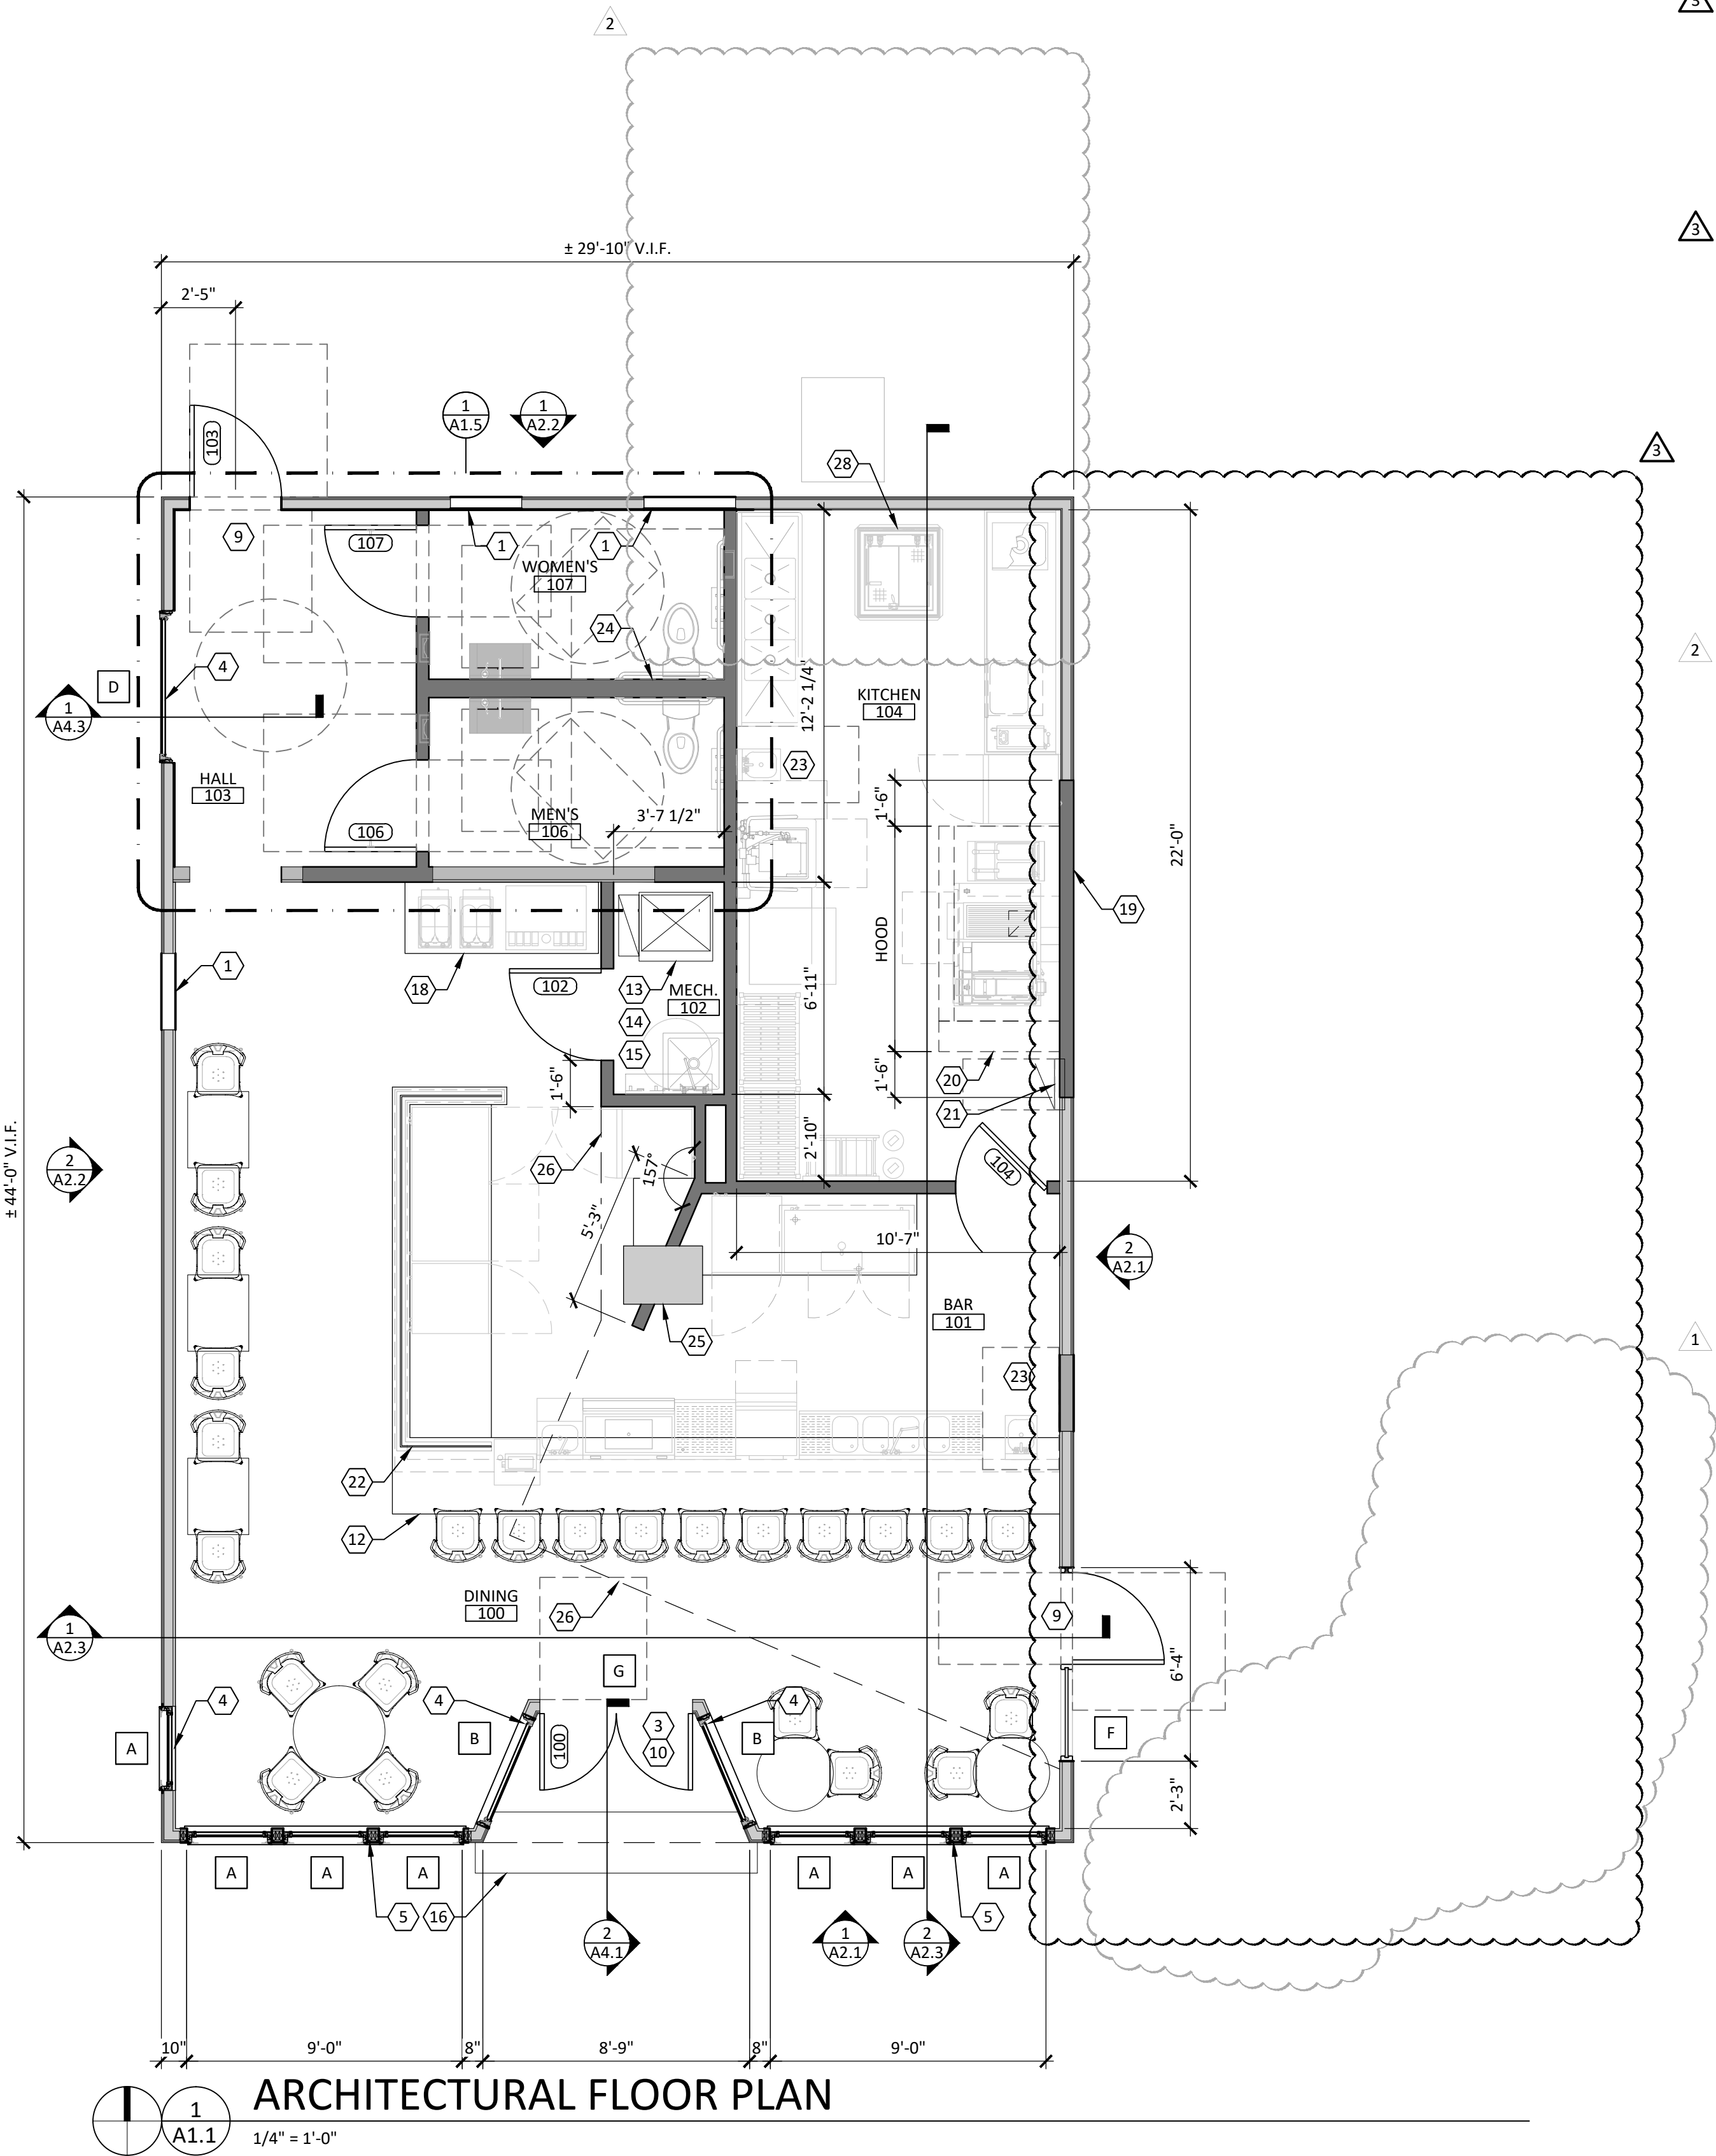 3
2
± 29'-10" V.I.F.
3
2'-5"
1
A1.5
1
A2.2
103
28
3
9
107
1
1
WOMEN'S
107
24
2
D
4
1
A4.3
KITCHEN
104
12'-2 1/4"
23
HALL
103
106
MEN'S
106
3'-7 1/2"
1'-6"
22'-0"
19
HOOD
1
18
102
13
MECH.
102
14
15
6'-11"
1'-6"
1'-6"
20
21
± 44'-0" V.I.F.
2
A2.2
26
157°
2'-10"
104
5'-3"
10'-7"
2
A2.1
BAR
101
25
1
23
22
12
DINING
100
26
9
1
A2.3
6'-4"
G
4
4
4
A
B
100
3
10
B
F
2'-3"
A
A
A
A
A
A
5
16
5
2
A4.1
1
A2.1
2
A2.3
10"
9'-0"
8"
8'-9"
8"
9'-0"
ARCHITECTURAL FLOOR PLAN
1
A1.1
1/4" = 1'-0"